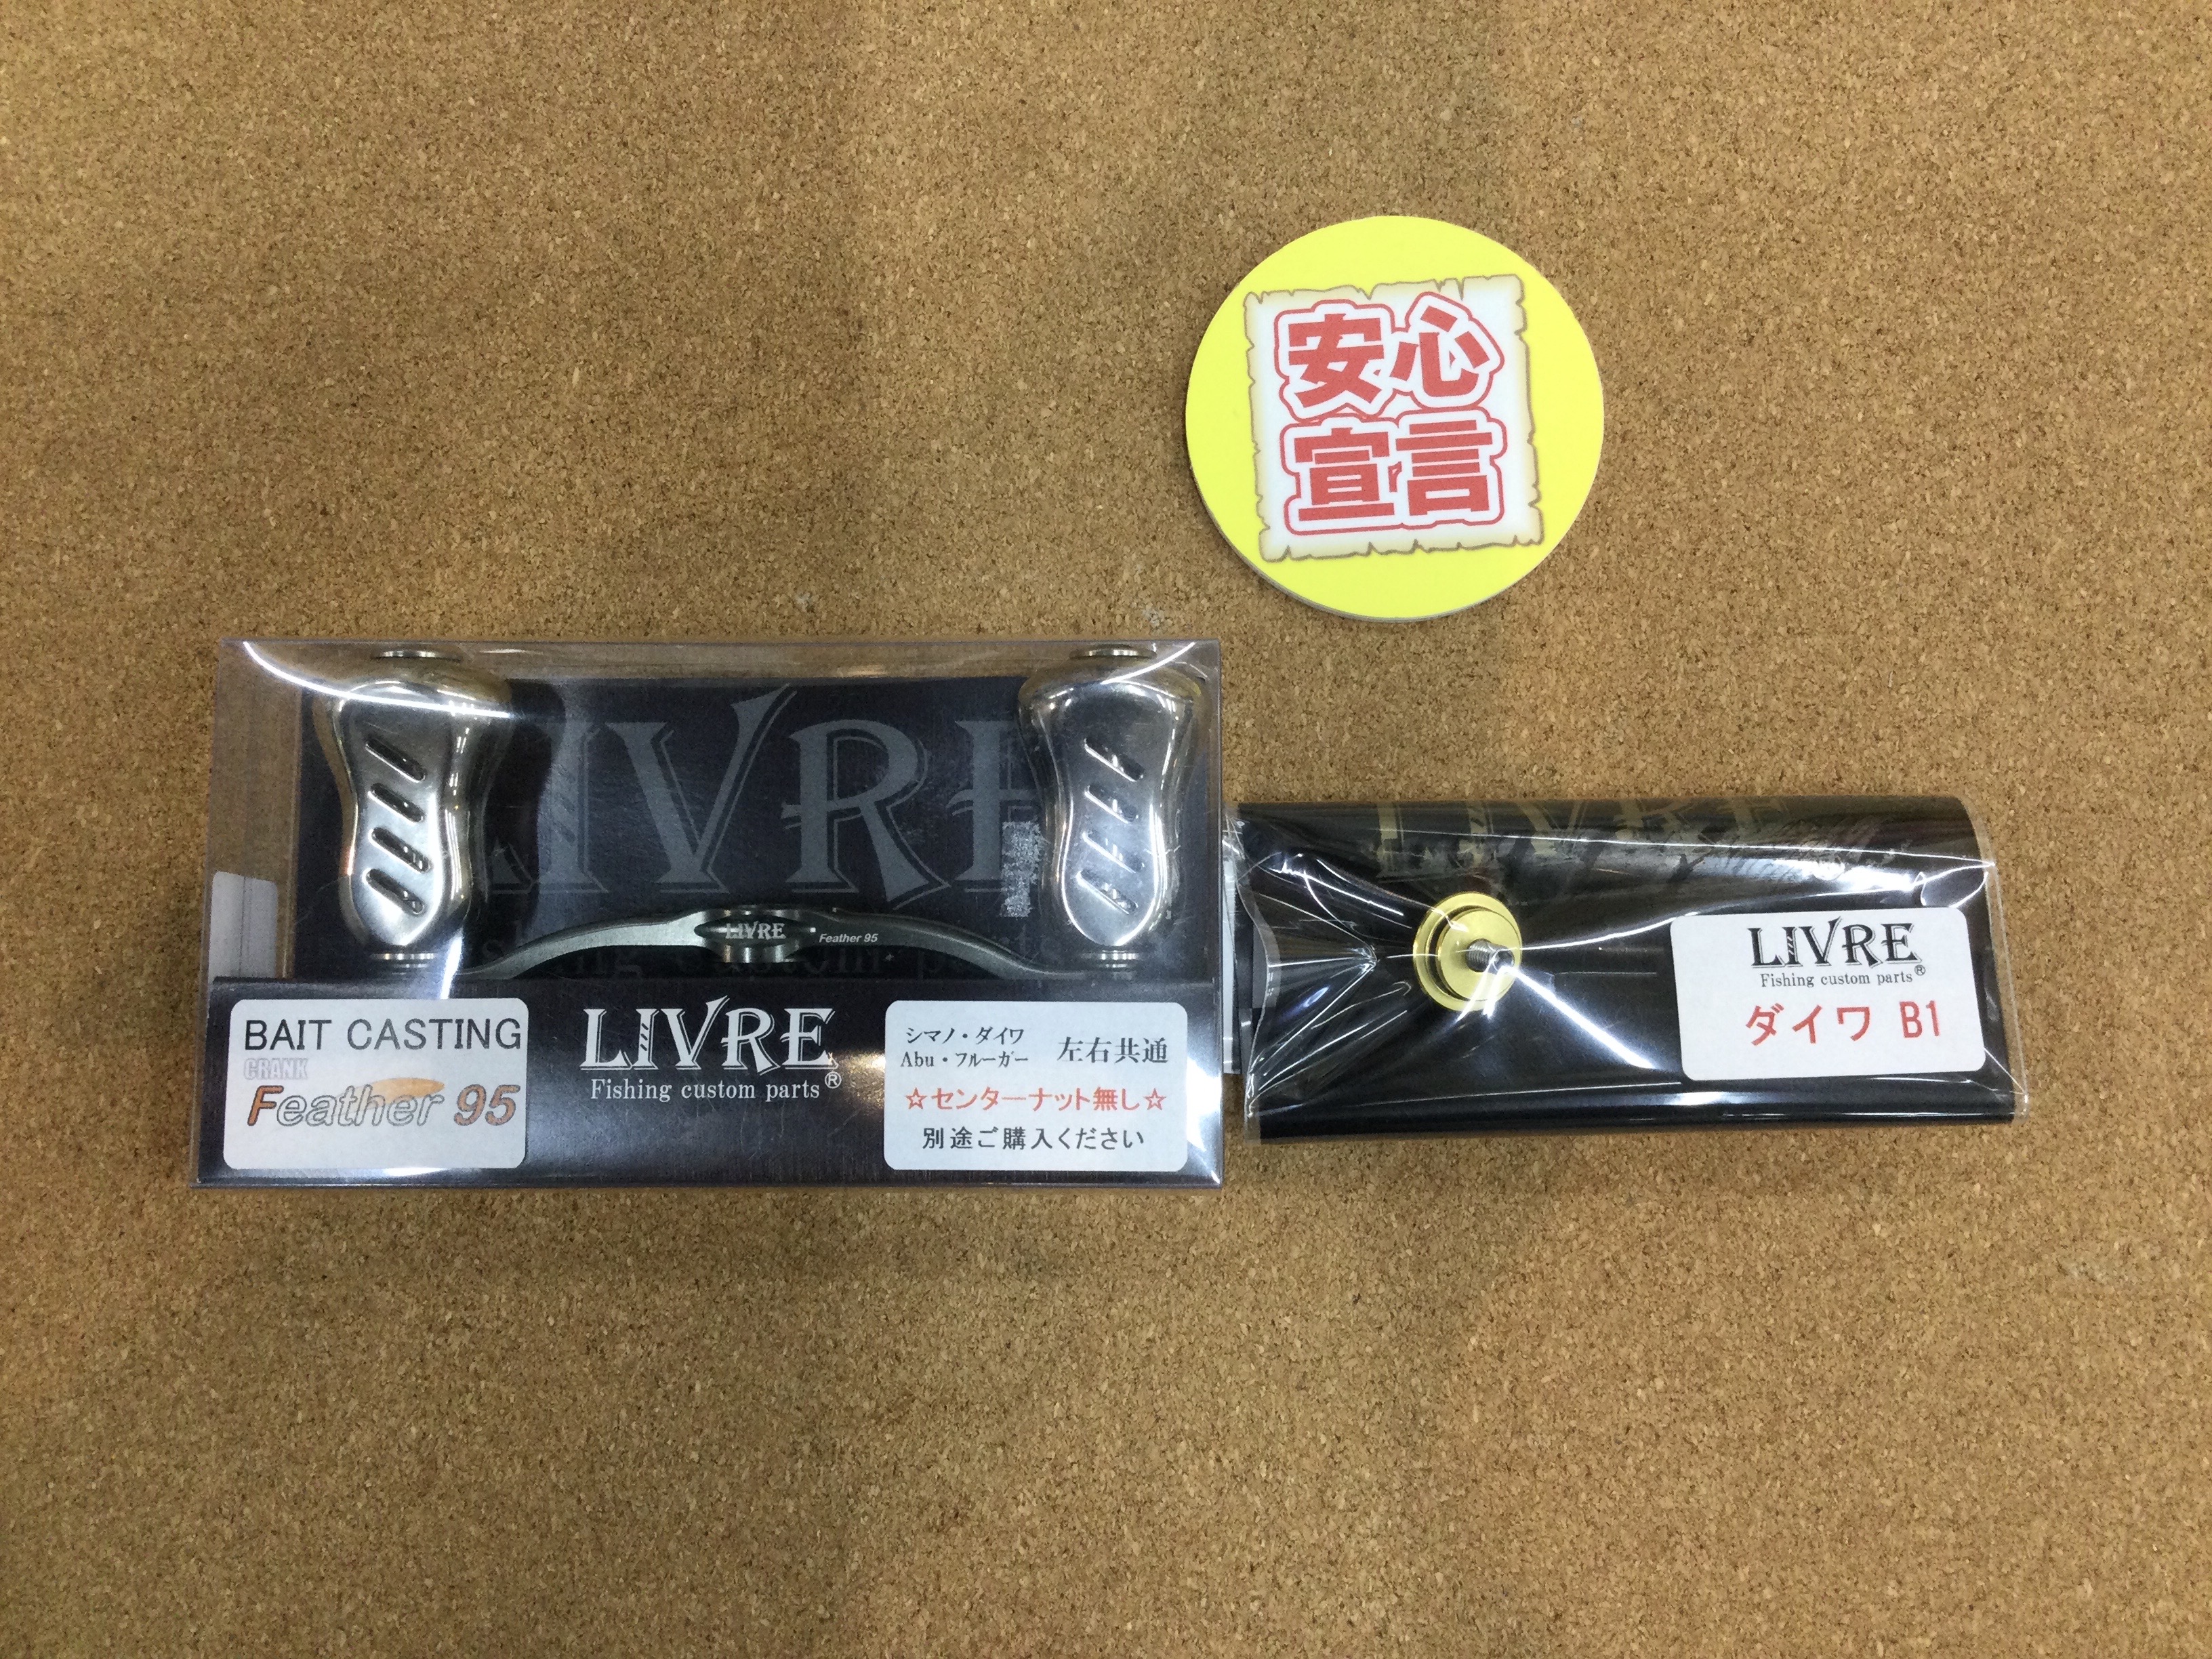 安心
宣言
LIVRE
LIVRE
Feather 95
BAIT CASTING
CRANK
Feather 95
LIVRE®
Fishing custom parts
シマノ・ダイワ
Abu・フルーガー
左右共通
☆センターナット無し☆
別途ご購入ください
LIVRE
LIVRE
Fishing custom parts®
ダイワ B1